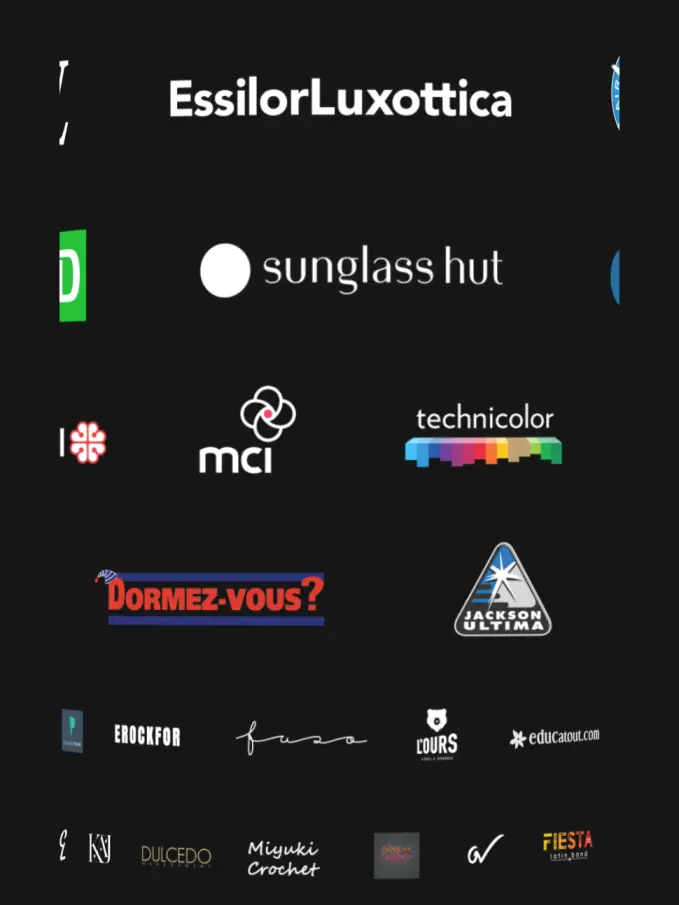 EssilorLuxottica
D
sunglass hut
l
mci
technicolor
DORMEZ-VOUS?
JACKSON
ULTIMA
EROCKFOR
fuso
L'OURS
educatout.com
DULCEDO
MANAGEMENT
Miyuki
Crochet
FIESTA
latin band